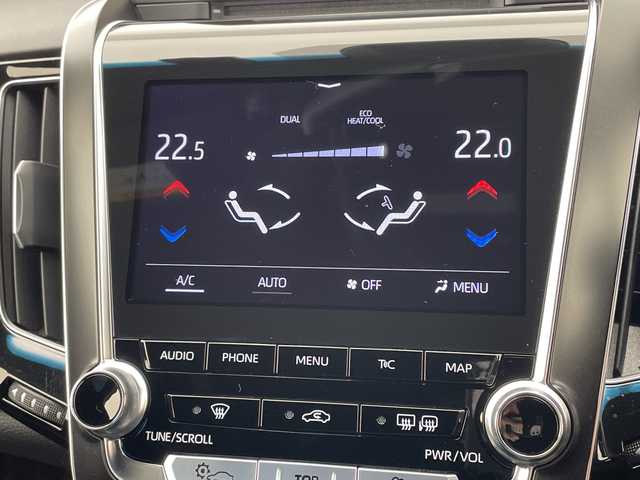 DUAL
ECO
HEAT/COOL
22.5
22.0
A/C
AUTO
OFF
MENU
AUDIO
PHONE
MENU
T◎C
MAP
TUNE/SCROLL
PWR/VOL
TOP